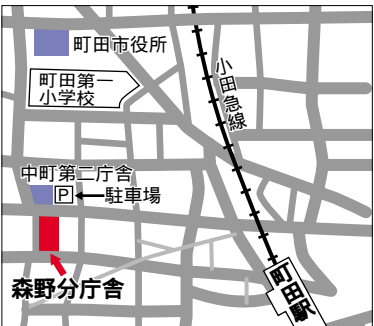 町田市役所
町田第一
小学校
小田急線
中町第二庁舎
P
駐車場
森野分庁舎
町田駅